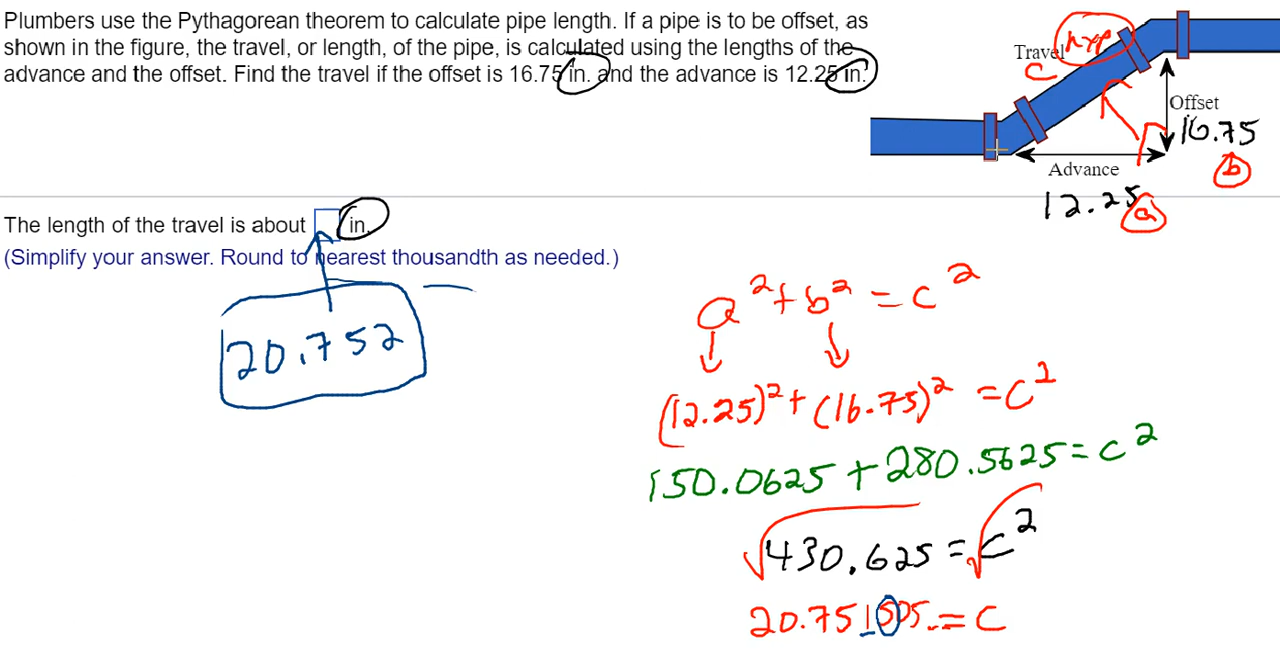 Plumbers use the Pythagorean theorem to calculate pipe length. If a pipe is to be offset, as
shown in the figure, the travel, or length, of the pipe, is calculated using the lengths of the
advance and the offset. Find the travel if the offset is 16.75 in. and the advance is 12.25 in.
hyp
Travel
c
Offset
16.75
b
Advance
12.25
a
The length of the travel is about in.
(Simplify your answer. Round to nearest thousandth as needed.)
20.752
a² + b² = c²
(12.25)² + (16.75)² = c²
150.0625 + 280.5625 = c²
√430.625 = √c²
20.751505.. = c